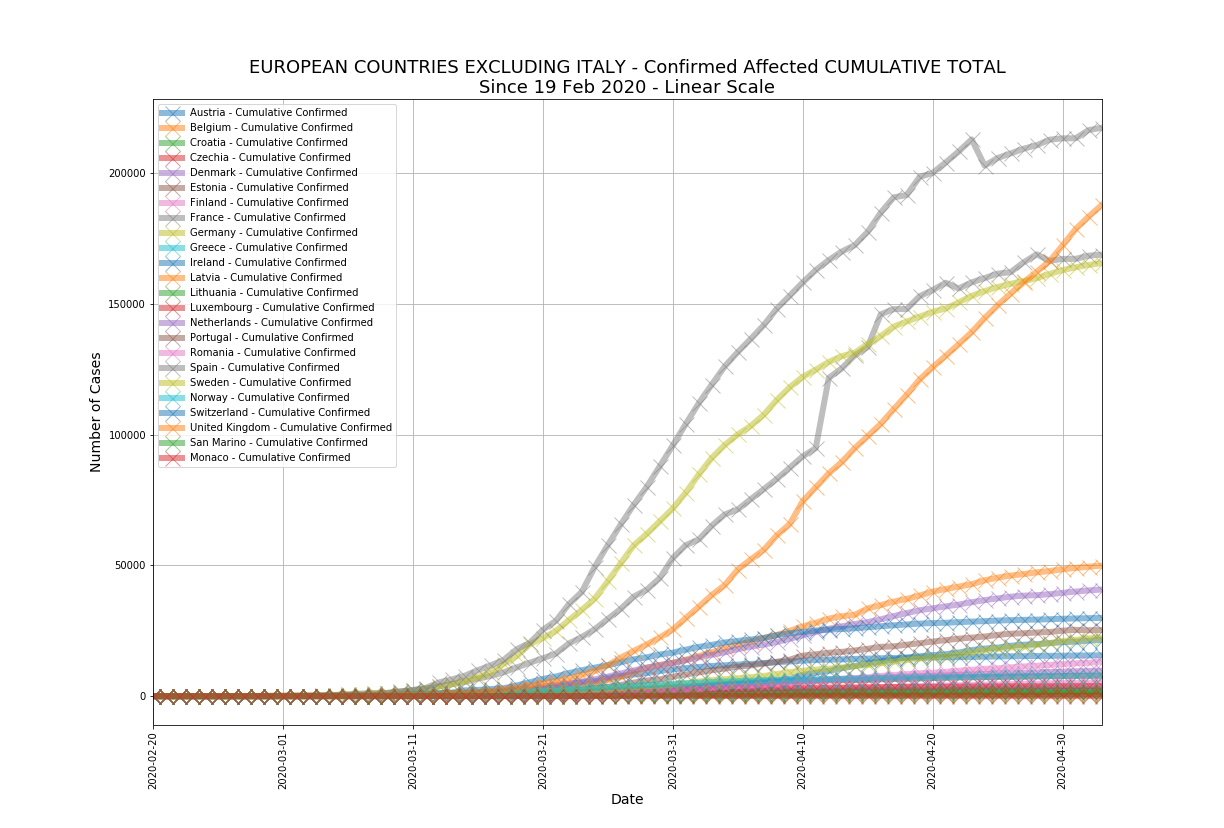 EUROPEAN COUNTRIES EXCLUDING ITALY - Confirmed Affected CUMULATIVE TOTAL
Since 19 Feb 2020 - Linear Scale
Austria - Cumulative Confirmed
Belgium - Cumulative Confirmed
Croatia - Cumulative Confirmed
Czechia - Cumulative Confirmed
Denmark - Cumulative Confirmed
Estonia - Cumulative Confirmed
Finland - Cumulative Confirmed
France - Cumulative Confirmed
Germany - Cumulative Confirmed
Greece - Cumulative Confirmed
Ireland - Cumulative Confirmed
Latvia - Cumulative Confirmed
Lithuania - Cumulative Confirmed
Luxembourg - Cumulative Confirmed
Netherlands - Cumulative Confirmed
Portugal - Cumulative Confirmed
Romania - Cumulative Confirmed
Spain - Cumulative Confirmed
Sweden - Cumulative Confirmed
Norway - Cumulative Confirmed
Switzerland - Cumulative Confirmed
United Kingdom - Cumulative Confirmed
San Marino - Cumulative Confirmed
Monaco - Cumulative Confirmed
Number of Cases
200000
150000
100000
50000
0
2020-02-20
2020-03-01
2020-03-11
2020-03-21
2020-03-31
2020-04-10
2020-04-20
2020-04-30
Date